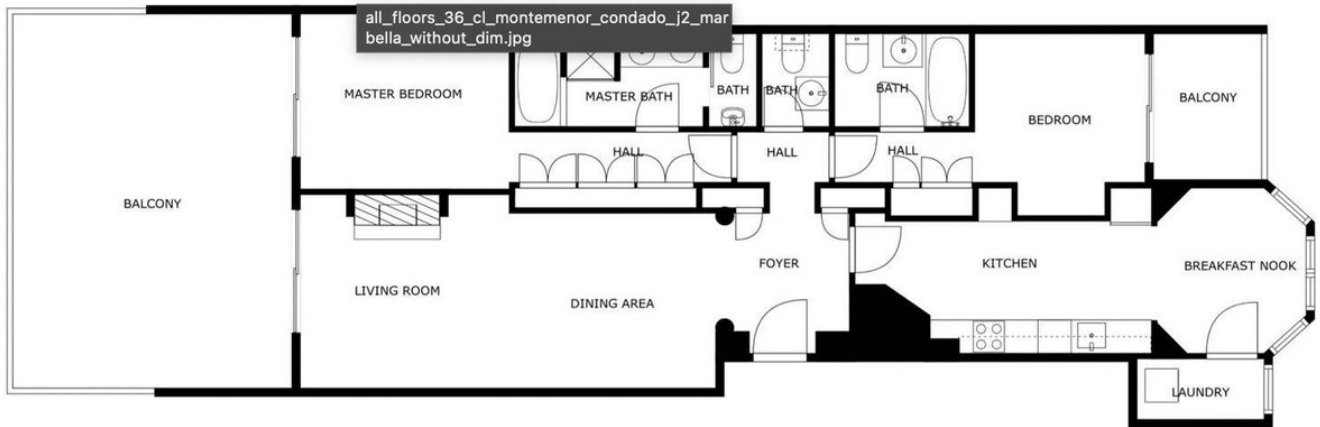 all_floors_36_cl_montemenor_condado_j2_mar
bella_without_dim.jpg
MASTER BEDROOM
MASTER BATH
BATH
BATH
BATH
BEDROOM
BALCONY
HALL
HALL
HALL
BALCONY
LIVING ROOM
DINING AREA
FOYER
KITCHEN
BREAKFAST NOOK
LAUNDRY